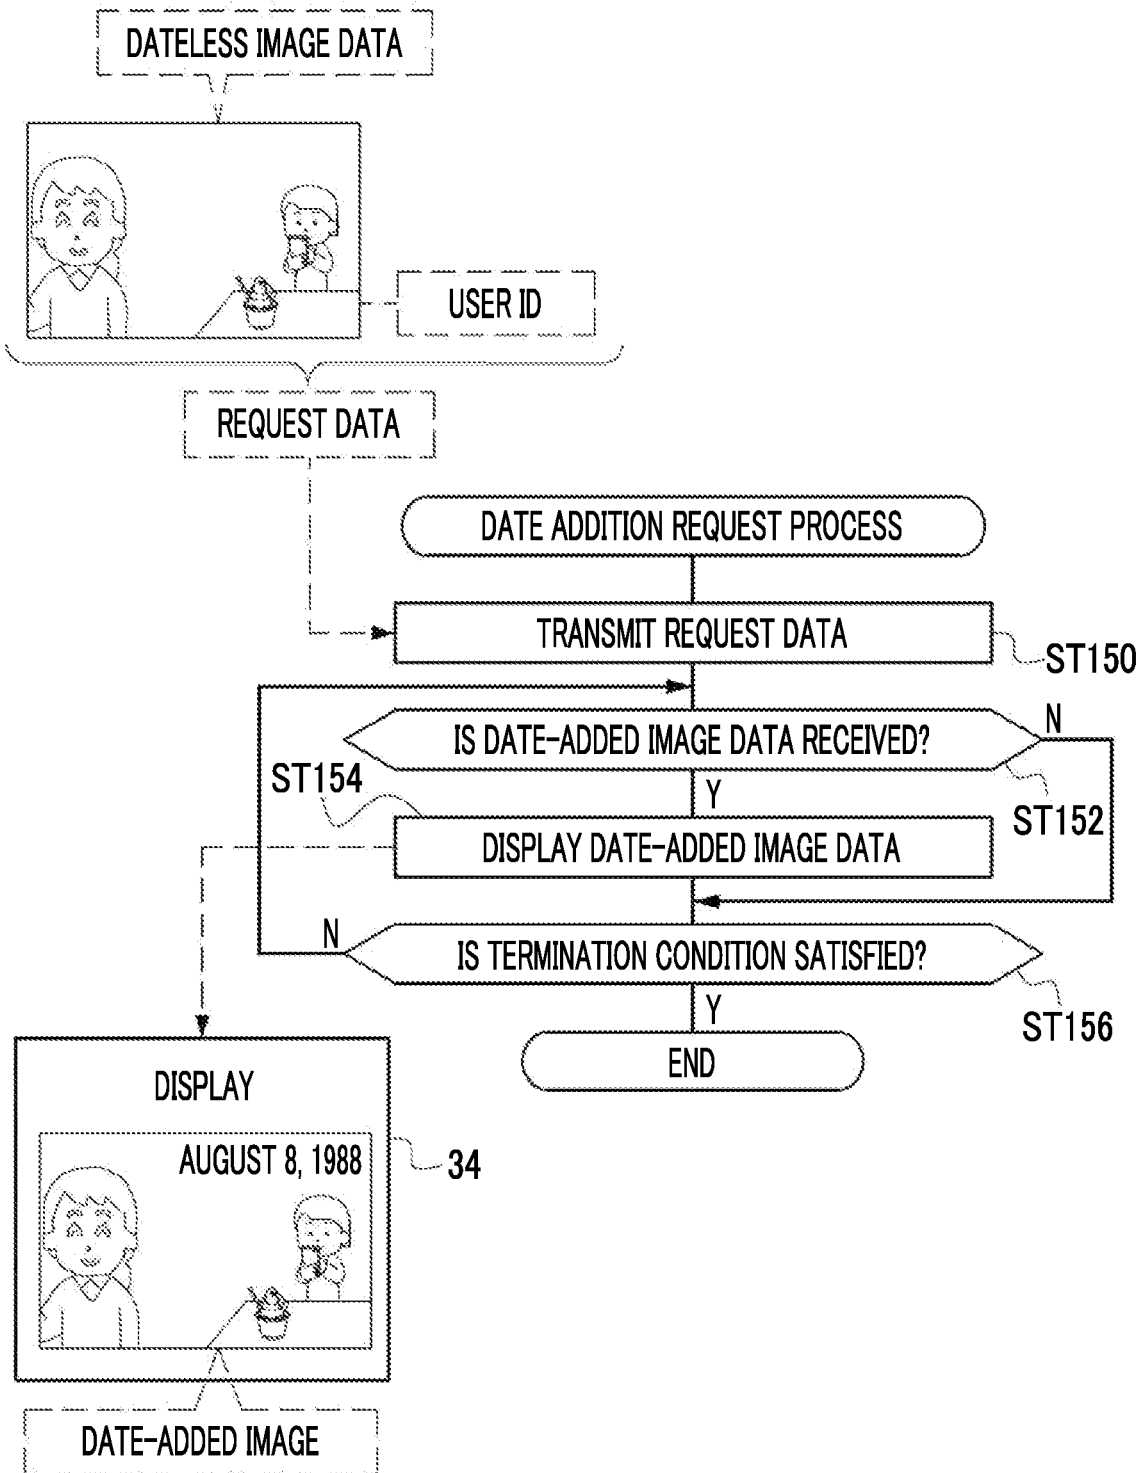 DATELESS IMAGE DATA
USER ID
REQUEST DATA
DATE ADDITION REQUEST PROCESS
TRANSMIT REQUEST DATA
ST150
IS DATE-ADDED IMAGE DATA RECEIVED?
N
ST152
Y
ST154
DISPLAY DATE-ADDED IMAGE DATA
N
IS TERMINATION CONDITION SATISFIED?
ST156
Y
END
DISPLAY
AUGUST 8, 1988
34
DATE-ADDED IMAGE